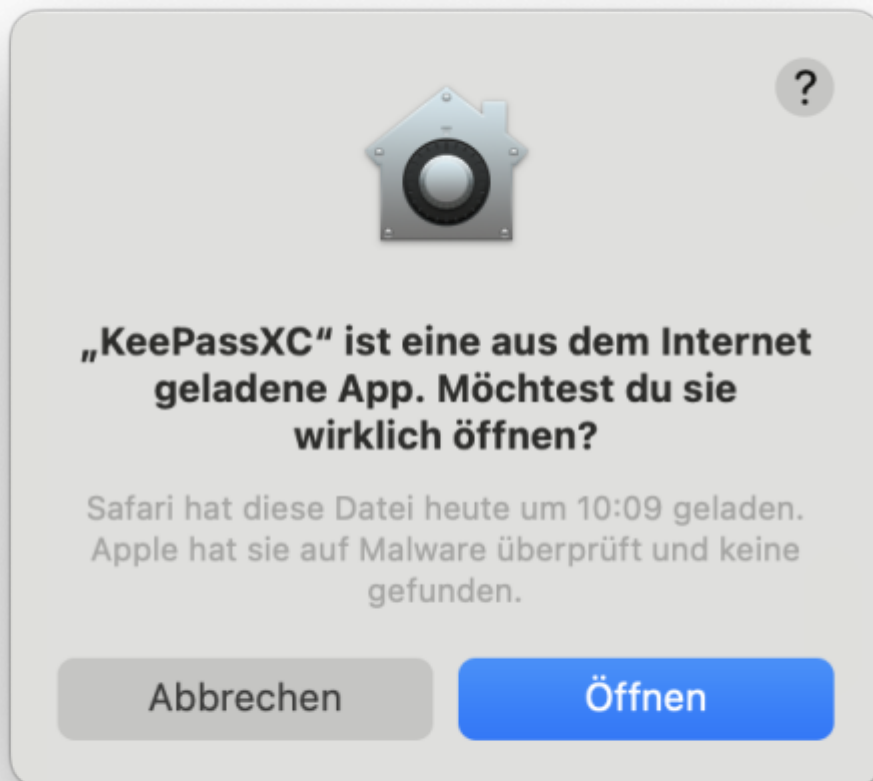 ?
„KeePassXC“ ist eine aus dem Internet
geladene App. Möchtest du sie
wirklich öffnen?
Safari hat diese Datei heute um 10:09 geladen.
Apple hat sie auf Malware überprüft und keine
gefunden.
Abbrechen
Öffnen